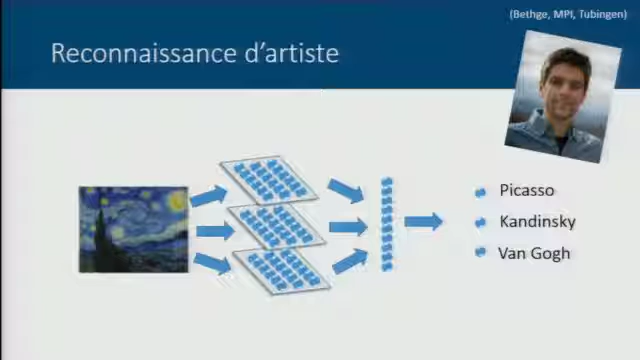 (Bethge, MPI, Tubingen)
Reconnaissance d'artiste
Picasso
Kandinsky
Van Gogh